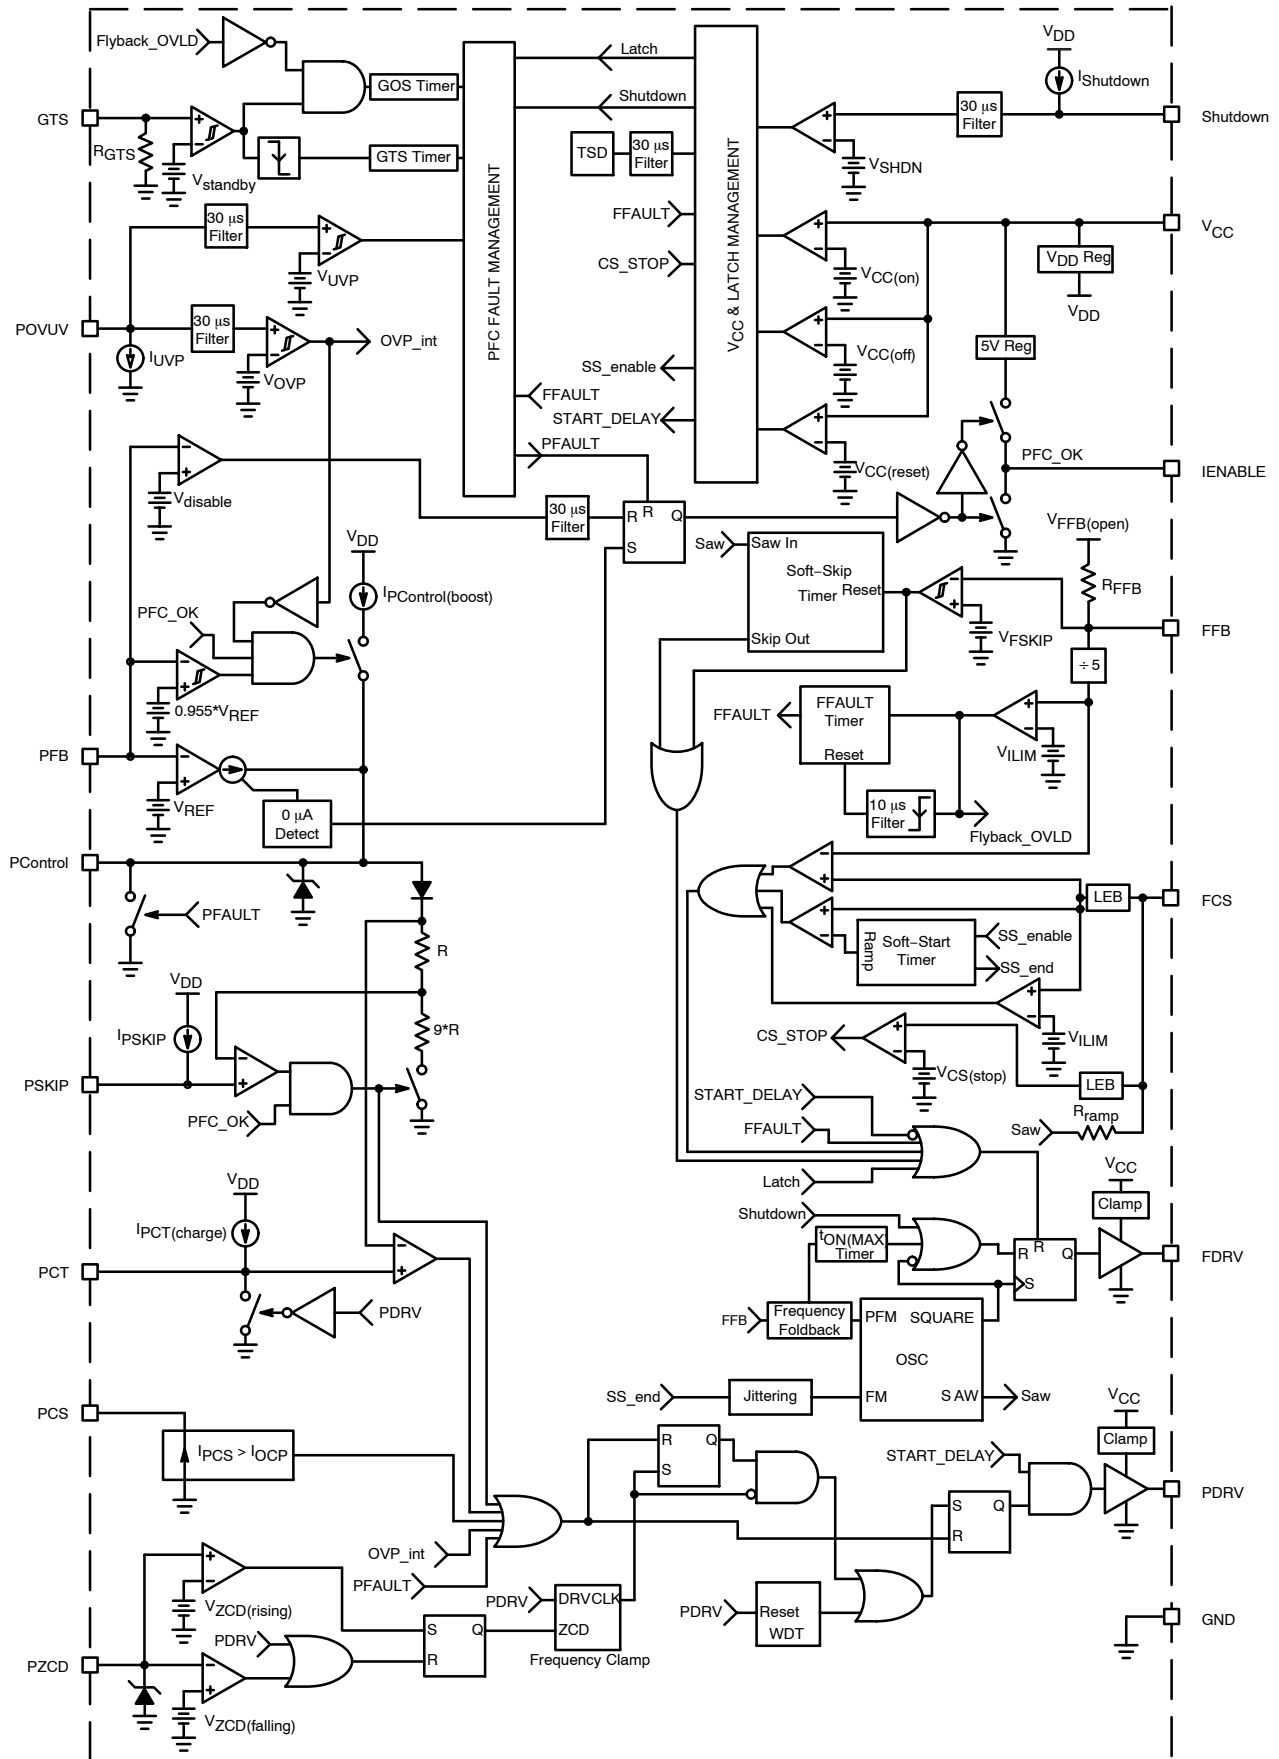 Flyback_OVLD
GTS
RGTS
Vstandby
GOS Timer
GTS Timer
30 µs
Filter
VUVP
POVUV
30 µs
Filter
IUVP
VOVP
OVP_int
PFC FAULT MANAGEMENT
Latch
Shutdown
TSD
30 µs
Filter
FFAULT
CS_STOP
SS_enable
START_DELAY
FFAULT
PFAULT
VCC & LATCH MANAGEMENT
VDD
IShutdown
30 µs
Filter
Shutdown
VSHDN
VCC
VCC(on)
VDD Reg
VDD
VCC(off)
5V Reg
VCC(reset)
PFC_OK
IENABLE
Vdisable
30 µs
Filter
R
R
Q
S
VDD
IPControl(boost)
PFC_OK
0.955*VREF
PFB
VREF
0 µA
Detect
Saw
Saw In
Soft–Skip
Timer
Reset
Skip Out
VFFB(open)
RFFB
VFSKIP
FFB
÷ 5
FFAULT
FFAULT
Timer
Reset
VILIM
10 µs
Filter
Flyback_OVLD
PControl
PFAULT
R
9*R
VDD
IPSKIP
PSKIP
PFC_OK
LEB
FCS
Ramp
Soft–Start
Timer
SS_enable
SS_end
VILIM
CS_STOP
VCS(stop)
LEB
Rramp
Saw
START_DELAY
FFAULT
Latch
Shutdown
tON(MAX)
Timer
VCC
Clamp
R
R
Q
S
FDRV
VDD
IPCT(charge)
PCT
PDRV
FFB
Frequency
Foldback
PFM
SQUARE
OSC
FM
S AW
SS_end
Jittering
Saw
PCS
IPCS > IOCP
R
Q
S
START_DELAY
VCC
Clamp
S
Q
R
PDRV
OVP_int
PFAULT
PDRV
DRV
CLK
ZCD
Frequency Clamp
PDRV
Reset
WDT
GND
VZCD(rising)
PDRV
S
Q
R
PZCD
VZCD(falling)